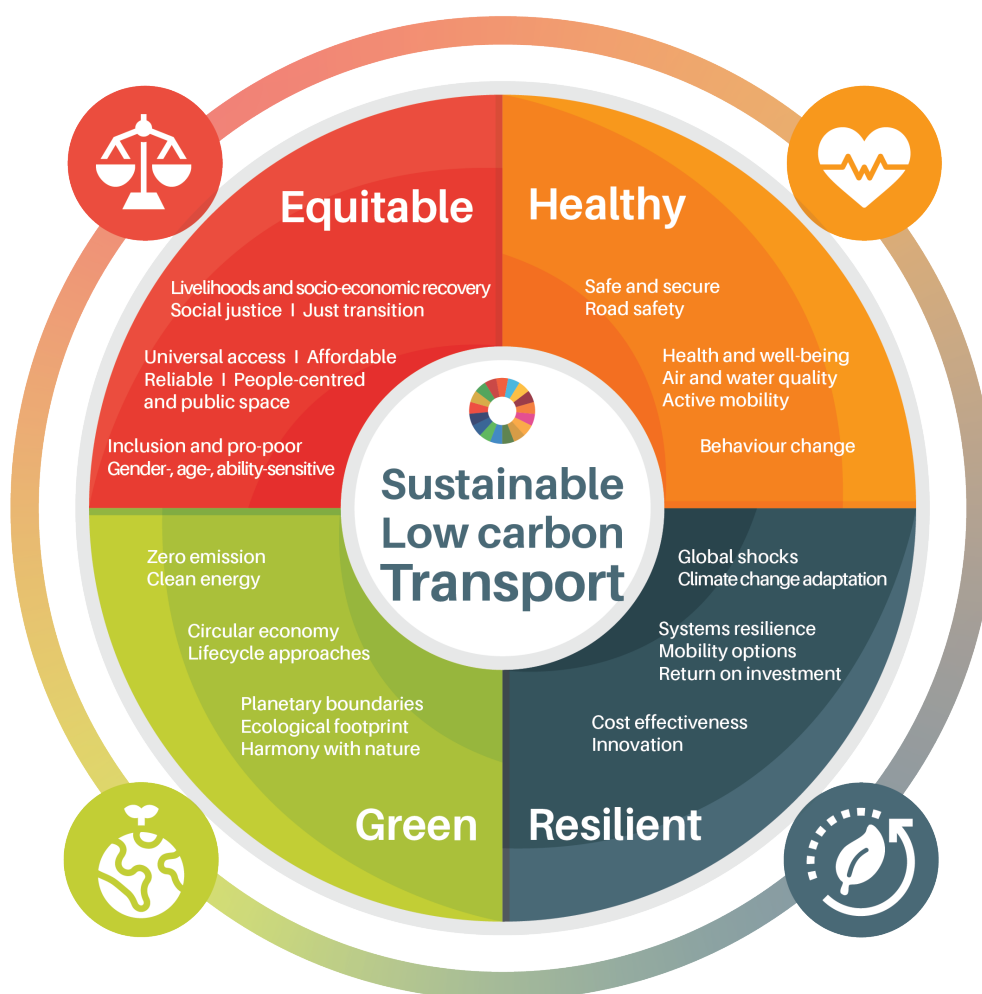 Equitable
Livelihoods and socio-economic recovery
Social justice I Just transition
Universal access I Affordable
Reliable I People-centred
and public space
Inclusion and pro-poor
Gender-, age-, ability-sensitive
Healthy
Safe and secure
Road safety
Health and well-being
Air and water quality
Active mobility
Behaviour change
Sustainable
Low carbon
Transport
Zero emission
Clean energy
Circular economy
Lifecycle approaches
Planetary boundaries
Ecological footprint
Harmony with nature
Green
Global shocks
Climate change adaptation
Systems resilience
Mobility options
Return on investment
Cost effectiveness
Innovation
Resilient